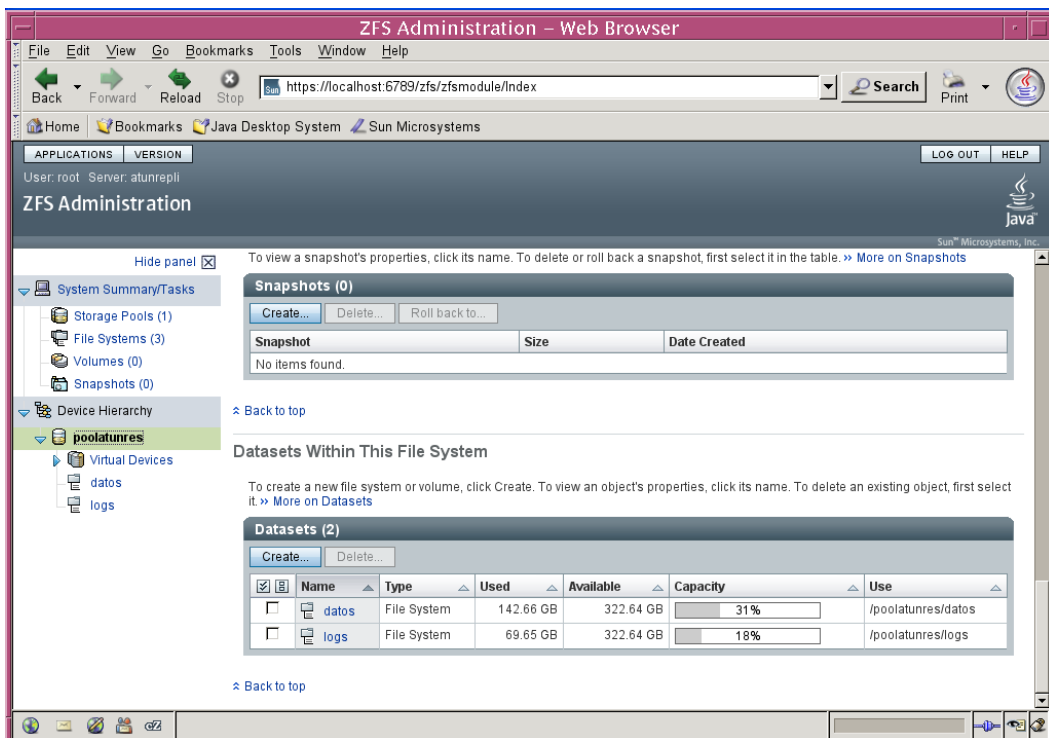 ZFS Administration – Web Browser
File Edit View Go Bookmarks Tools Window Help
Back Forward Reload Stop https://localhost:6789/zfs/zfsmodule/Index Search Print
Home Bookmarks Java Desktop System Sun Microsystems
APPLICATIONS VERSION LOG OUT HELP
User: root Server: atunrepli
ZFS Administration
Java™
Sun™ Microsystems, Inc.
Hide panel
System Summary/Tasks
Storage Pools (1)
File Systems (3)
Volumes (0)
Snapshots (0)
Device Hierarchy
poolatunres
Virtual Devices
datos
logs
To view a snapshot's properties, click its name. To delete or roll back a snapshot, first select it in the table. ›› More on Snapshots
Snapshots (0)
Create... Delete... Roll back to...
Snapshot Size Date Created
No items found.
Back to top
Datasets Within This File System
To create a new file system or volume, click Create. To view an object's properties, click its name. To delete an existing object, first select
it. ›› More on Datasets
Datasets (2)
Create... Delete...
Name Type Used Available Capacity Use
datos File System 142.66 GB 322.64 GB 31% /poolatunres/datos
logs File System 69.65 GB 322.64 GB 18% /poolatunres/logs
Back to top